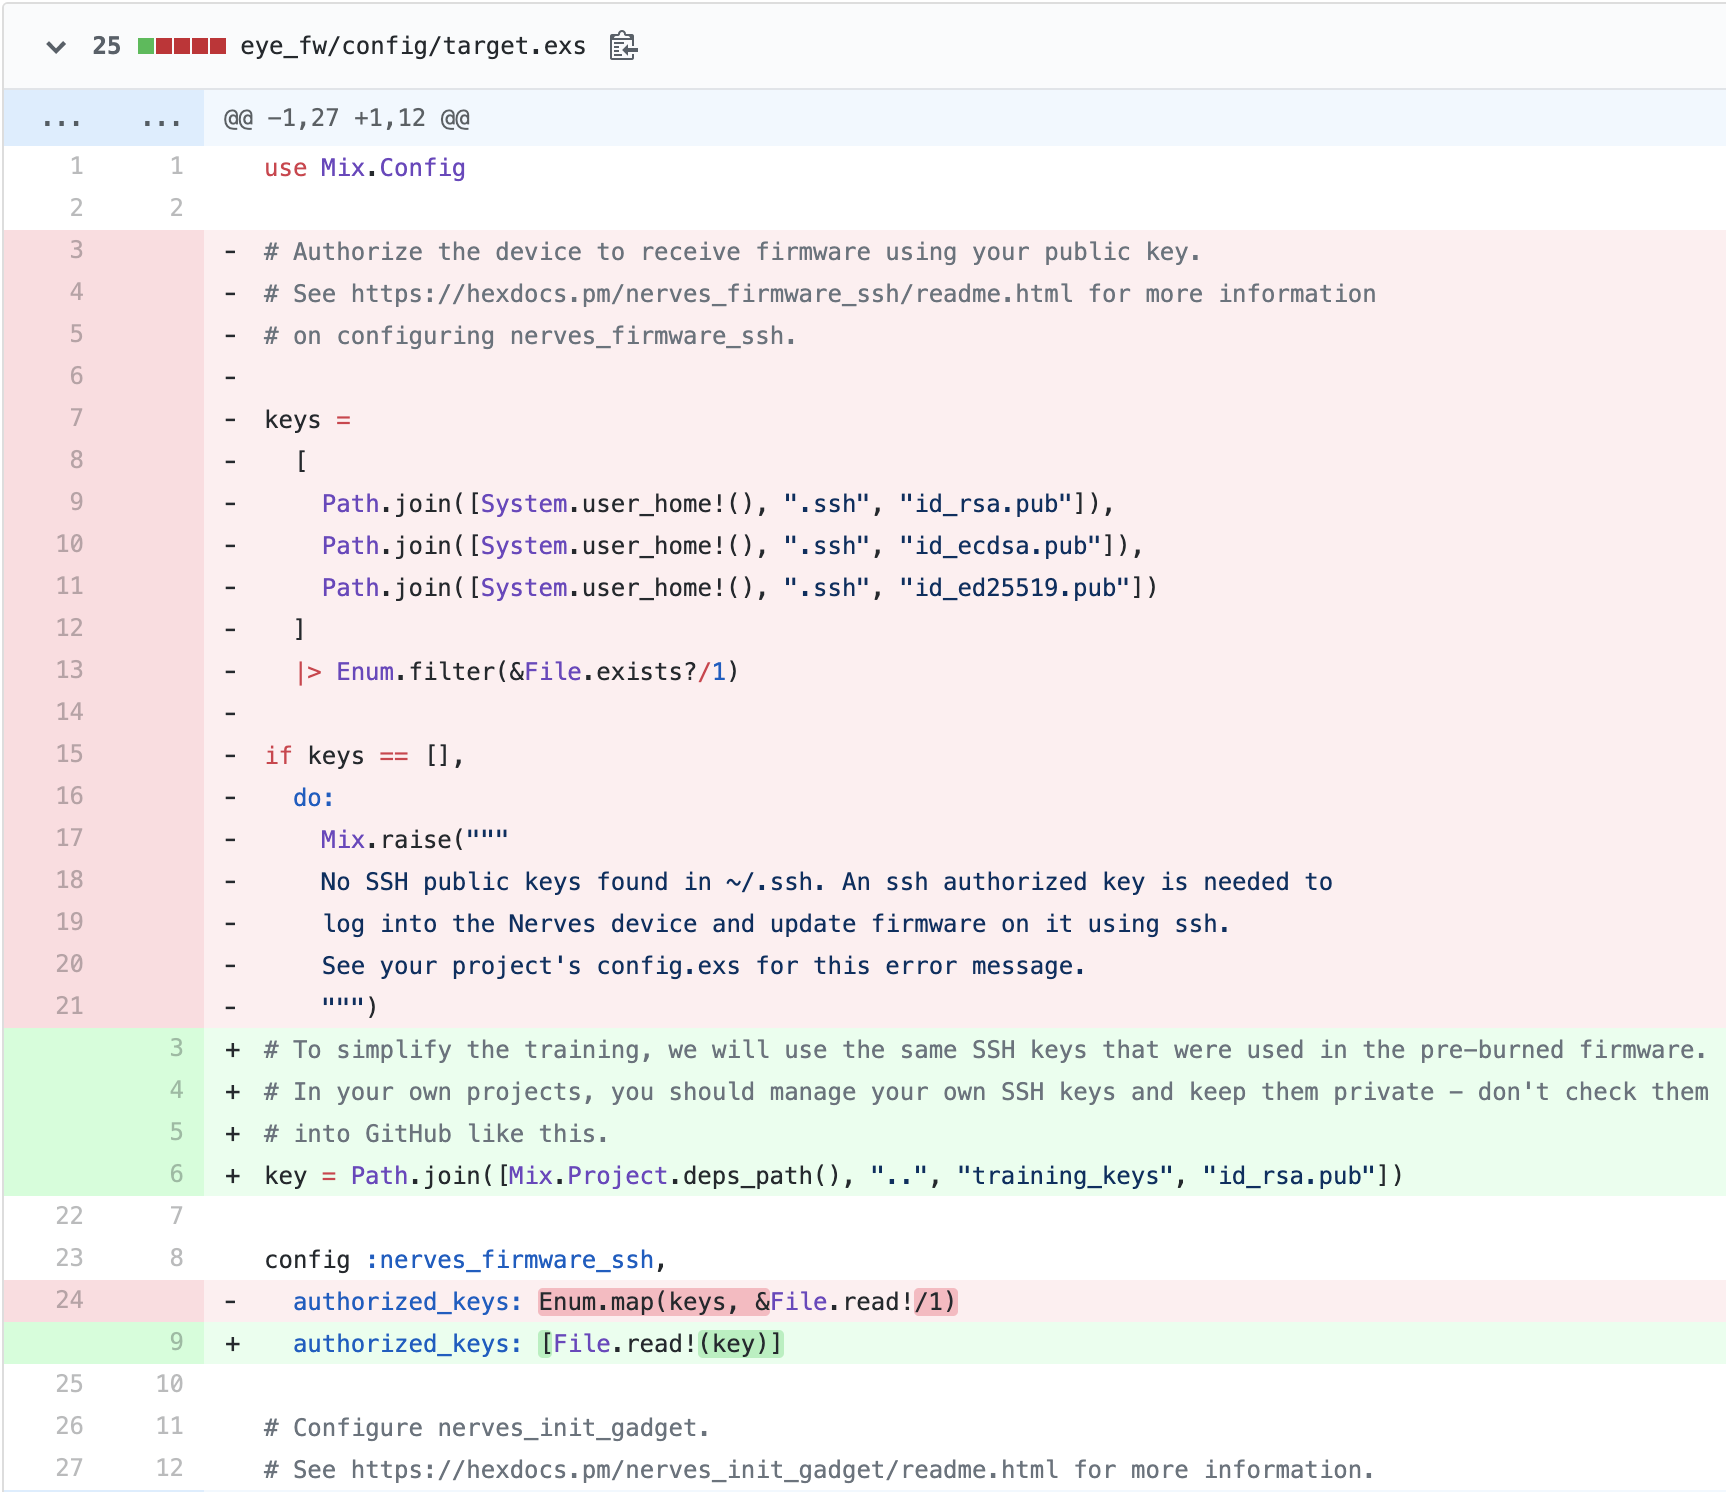 25 eye_fw/config/target.exs
... ... @@ -1,27 +1,12 @@
1 1 use Mix.Config
2 2
3 - # Authorize the device to receive firmware using your public key.
4 - # See https://hexdocs.pm/nerves_firmware_ssh/readme.html for more information
5 - # on configuring nerves_firmware_ssh.
6 -
7 - keys =
8 -   [
9 -     Path.join([System.user_home!(), ".ssh", "id_rsa.pub"]),
10 -     Path.join([System.user_home!(), ".ssh", "id_ecdsa.pub"]),
11 -     Path.join([System.user_home!(), ".ssh", "id_ed25519.pub"])
12 -   ]
13 -   |> Enum.filter(&File.exists?/1)
14 -
15 - if keys == [],
16 -   do:
17 -     Mix.raise("""
18 -     No SSH public keys found in ~/.ssh. An ssh authorized key is needed to
19 -     log into the Nerves device and update firmware on it using ssh.
20 -     See your project's config.exs for this error message.
21 -     """)
3 + # To simplify the training, we will use the same SSH keys that were used in the pre-burned firmware.
4 + # In your own projects, you should manage your own SSH keys and keep them private - don't check them
5 + # into GitHub like this.
6 + key = Path.join([Mix.Project.deps_path(), "..", "training_keys", "id_rsa.pub"])
22 7
23 8 config :nerves_firmware_ssh,
24 -   authorized_keys: Enum.map(keys, &File.read!/1)
9 +   authorized_keys: [File.read!(key)]
25 10
26 11 # Configure nerves_init_gadget.
27 12 # See https://hexdocs.pm/nerves_init_gadget/readme.html for more information.